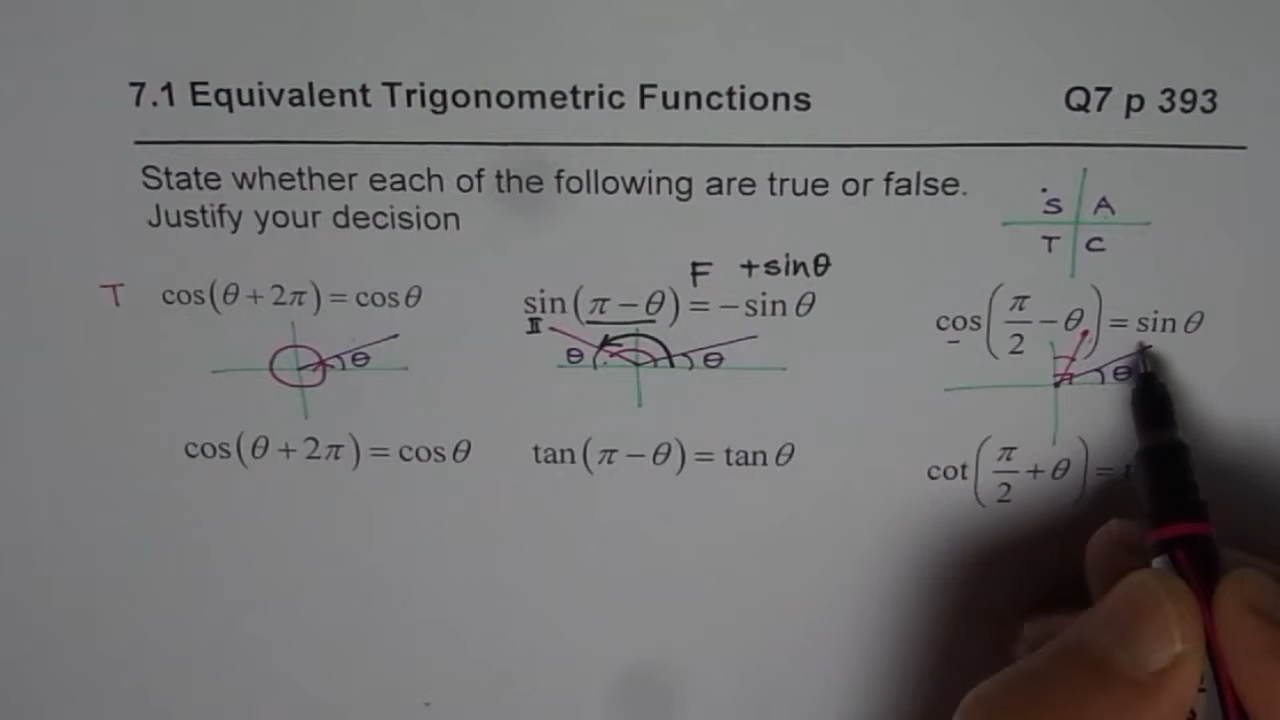 7.1 Equivalent Trigonometric Functions Q7 p 393
State whether each of the following are true or false.
Justify your decision
S A
T C
T cos(θ + 2π) = cosθ
F +sinθ
sin(π − θ) = −sinθ
II
θ θ
θ
cos(π/2 − θ) = sinθ
θ
cos(θ + 2π) = cosθ
tan(π − θ) = tanθ
cot(π/2 + θ) =